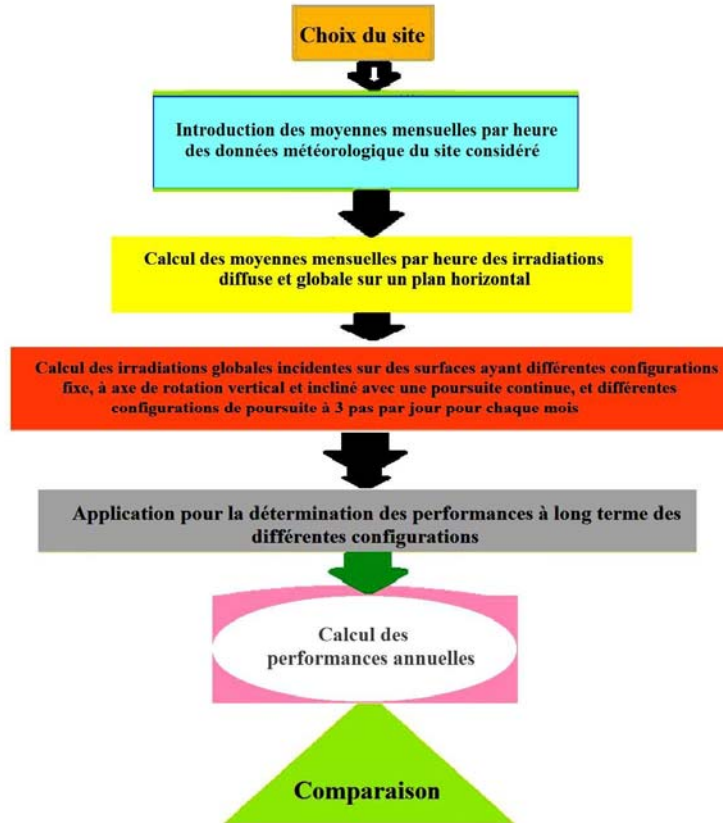 Choix du site
Introduction des moyennes mensuelles par heure
des données météorologique du site considéré
Calcul des moyennes mensuelles par heure des irradiations
diffuse et globale sur un plan horizontal
Calcul des irradiations globales incidentes sur des surfaces ayant différentes configurations
fixe, à axe de rotation vertical et incliné avec une poursuite continue, et différentes
configurations de poursuite à 3 pas par jour pour chaque mois
Application pour la détermination des performances à long terme des
différentes configurations
Calcul des
performances annuelles
Comparaison